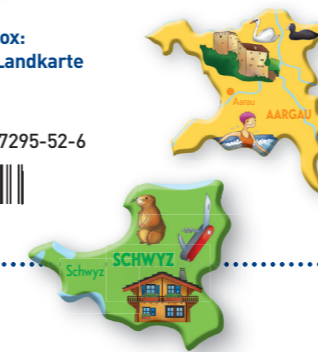 ox:
Landkarte
7295-52-6
Aarau
AARGAU
SCHWYZ
Schwyz